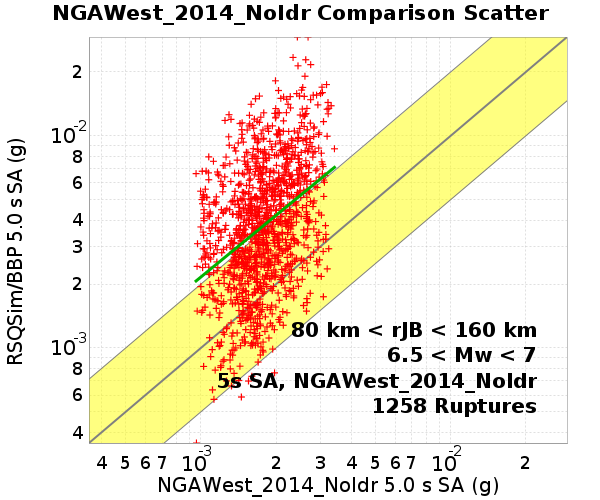 NGAWest_2014_NoIdr Comparison Scatter
RSQSim/BBP 5.0 s SA (g)
2
10-2
8
6
4
3
2
10-3
8
6
4
80 km < rJB < 160 km
6.5 < Mw < 7
5s SA, NGAWest_2014_NoIdr
1258 Ruptures
4 5 6 7 10-3 2 3 4 5 6 7 10-2 2
NGAWest_2014_NoIdr 5.0 s SA (g)